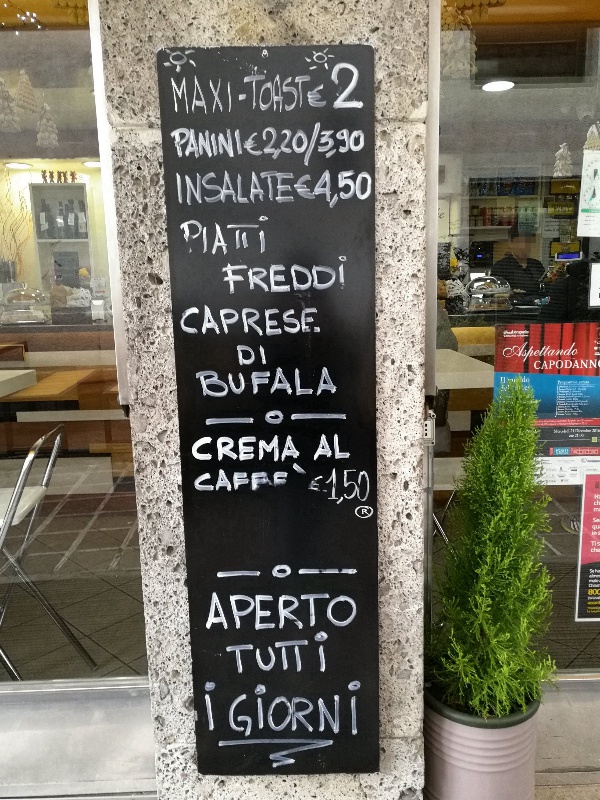 MAXI-TOAST € 2
PANINI € 2,20/3,90
INSALATE € 4,50
PIATTI
FREDDI
CAPRESE
DI
BUFALA
CREMA AL
CAFFE' € 1,50
®
APERTO
TUTTI
I GIORNI
Aspettando
CAPODANNO